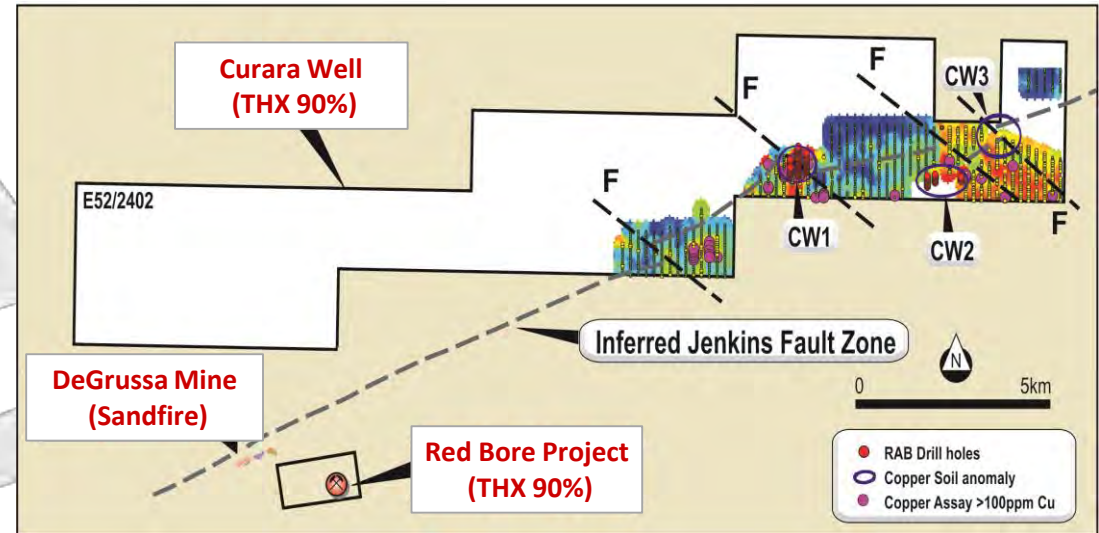 Curara Well
(THX 90%)
F
F
CW3
E52/2402
F
F
CW1
CW2
Inferred Jenkins Fault Zone
N
0 5km
DeGrussa Mine
(Sandfire)
Red Bore Project
(THX 90%)
RAB Drill holes
Copper Soil anomaly
Copper Assay >100ppm Cu